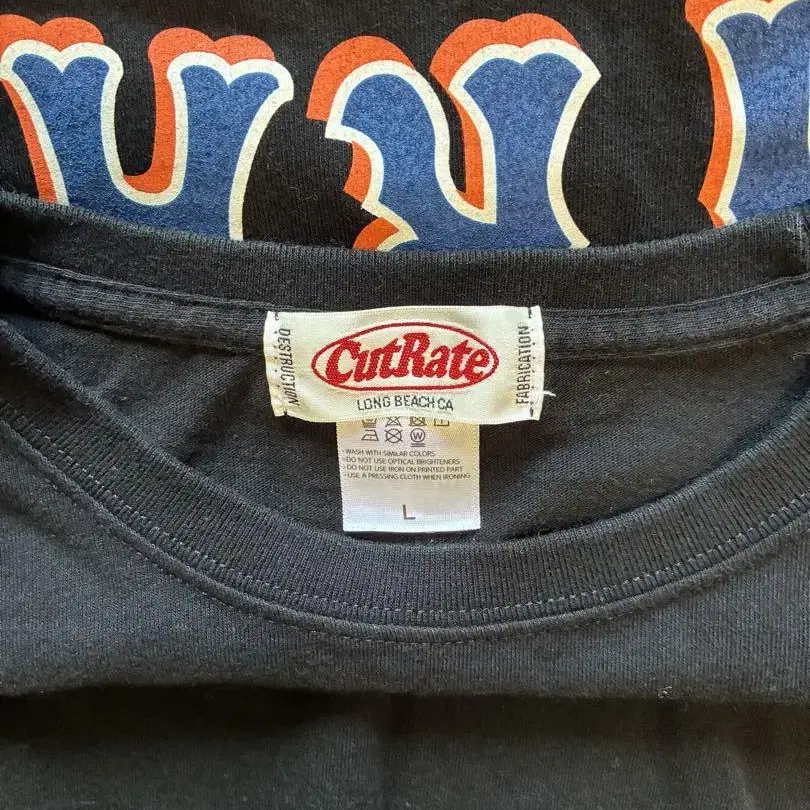 DESTRUCTION
CutRate
LONG BEACH CA
FABRICATION
W
· WASH WITH SIMILAR COLORS
· DO NOT USE OPTICAL BRIGHTENERS
· DO NOT USE IRON ON PRINTED PART
· USE A PRESSING CLOTH WHEN IRONING
L